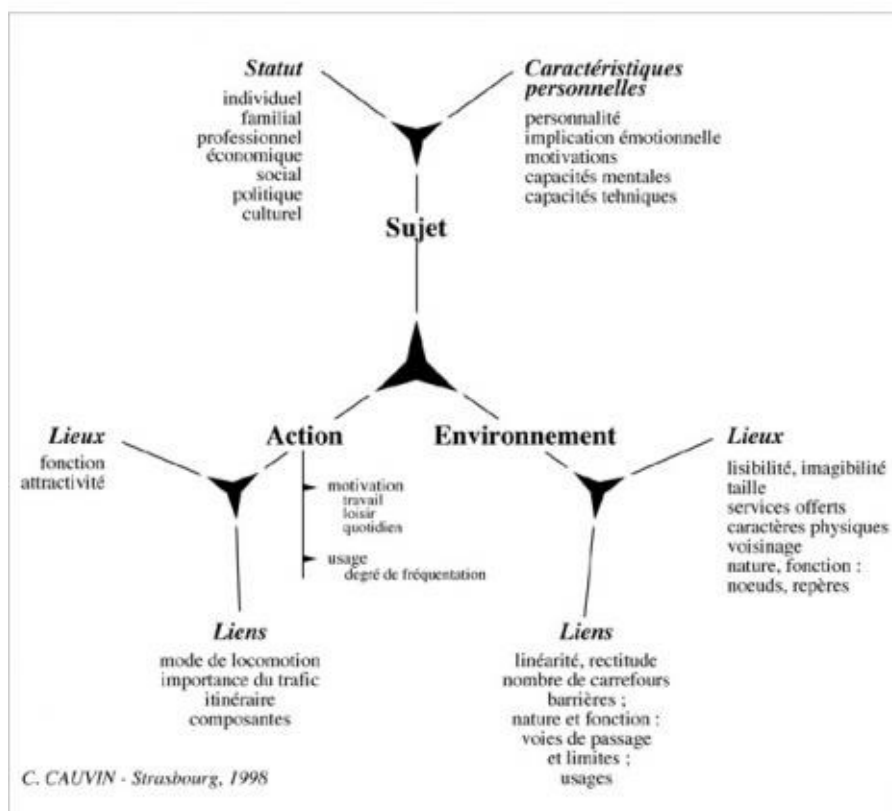 Statut
individuel
familial
professionnel
économique
social
politique
culturel
Caractéristiques
personnelles
personnalité
implication émotionnelle
motivations
capacités mentales
capacités tehniques
Sujet
Lieux
fonction
attractivité
Action
motivation
travail
loisir
quotidien
usage
degré de fréquentation
Environnement
Lieux
lisibilité, imagibilité
taille
services offerts
caractères physiques
voisinage
nature, fonction :
noeuds, repères
Liens
mode de locomotion
importance du trafic
itinéraire
composantes
Liens
linéarité, rectitude
nombre de carrefours
barrières ;
nature et fonction :
voies de passage
et limites ;
usages
C. CAUVIN - Strasbourg, 1998